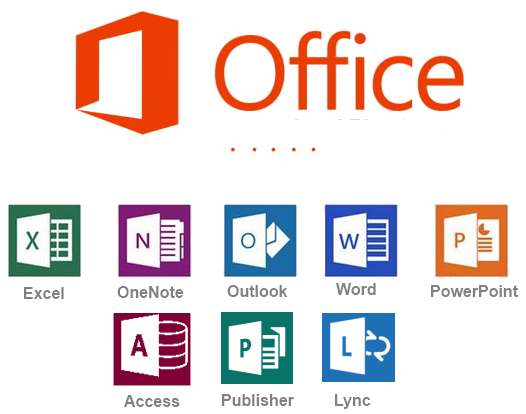 Office
Excel
OneNote
Outlook
Word
PowerPoint
Access
Publisher
Lync